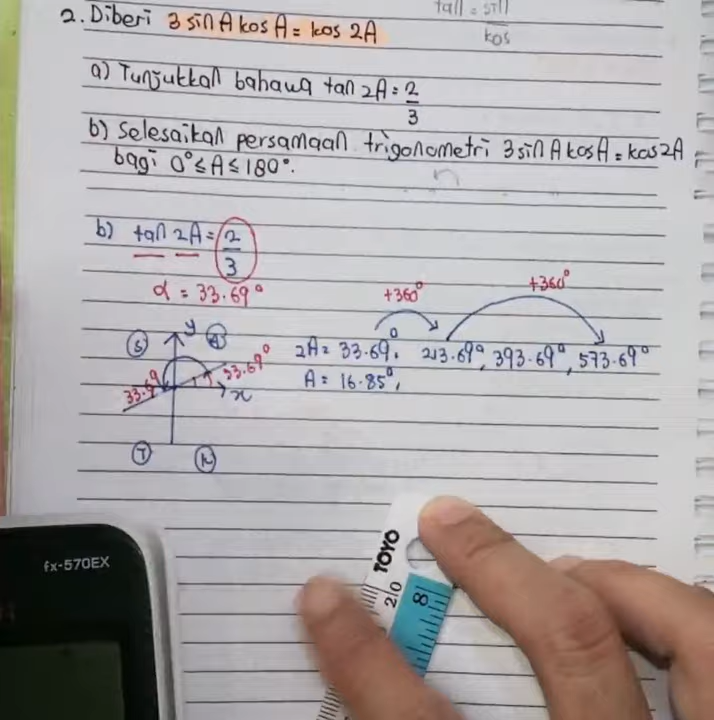 tan = sin
kos
2. Diberi 3 sin A kos A = kos 2A
a) Tunjukkan bahawa tan 2A = 2/3
b) Selesaikan persamaan trigonometri 3 sin A kos A = kos 2A
bagi 0° ≤ A ≤ 180°.
b) tan 2A = 2/3
α = 33.69°
+360° +360°
2A = 33.69°, 213.69°, 393.69°, 573.69°
A = 16.85°,
S y A
33.69° 33.69°
x
T K
fx-570EX
TOYO
20
8